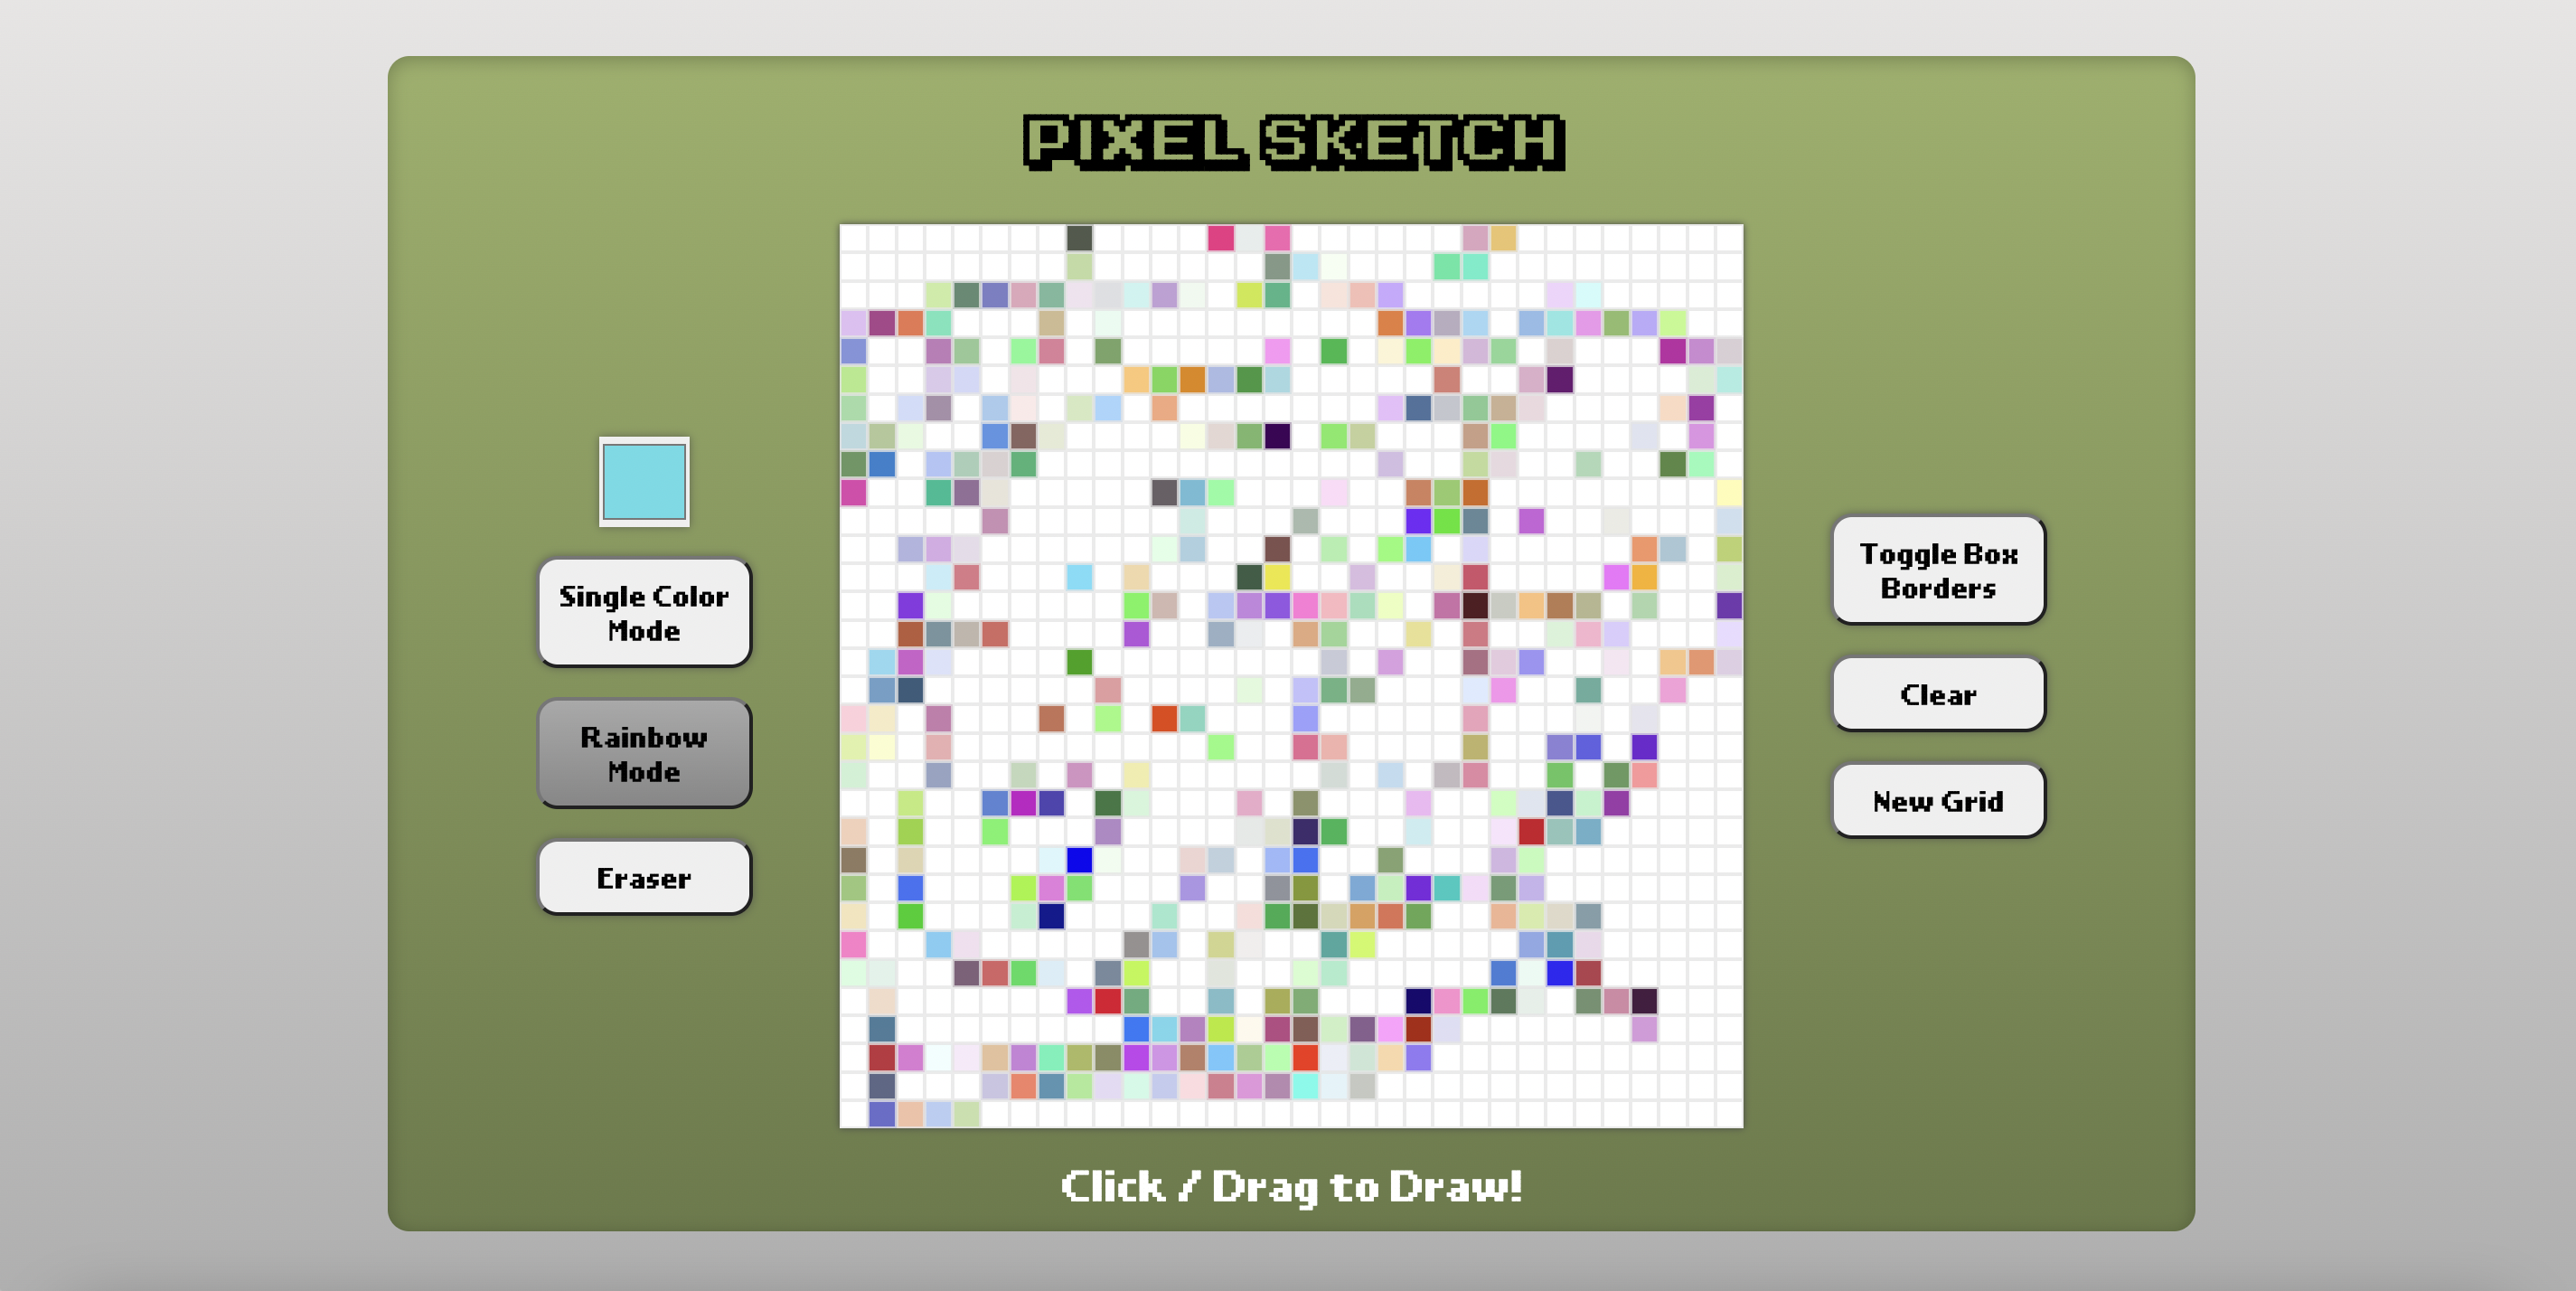 PIXEL SKETCH
Single Color
Mode
Rainbow
Mode
Eraser
Toggle Box
Borders
Clear
New Grid
Click / Drag to Draw!